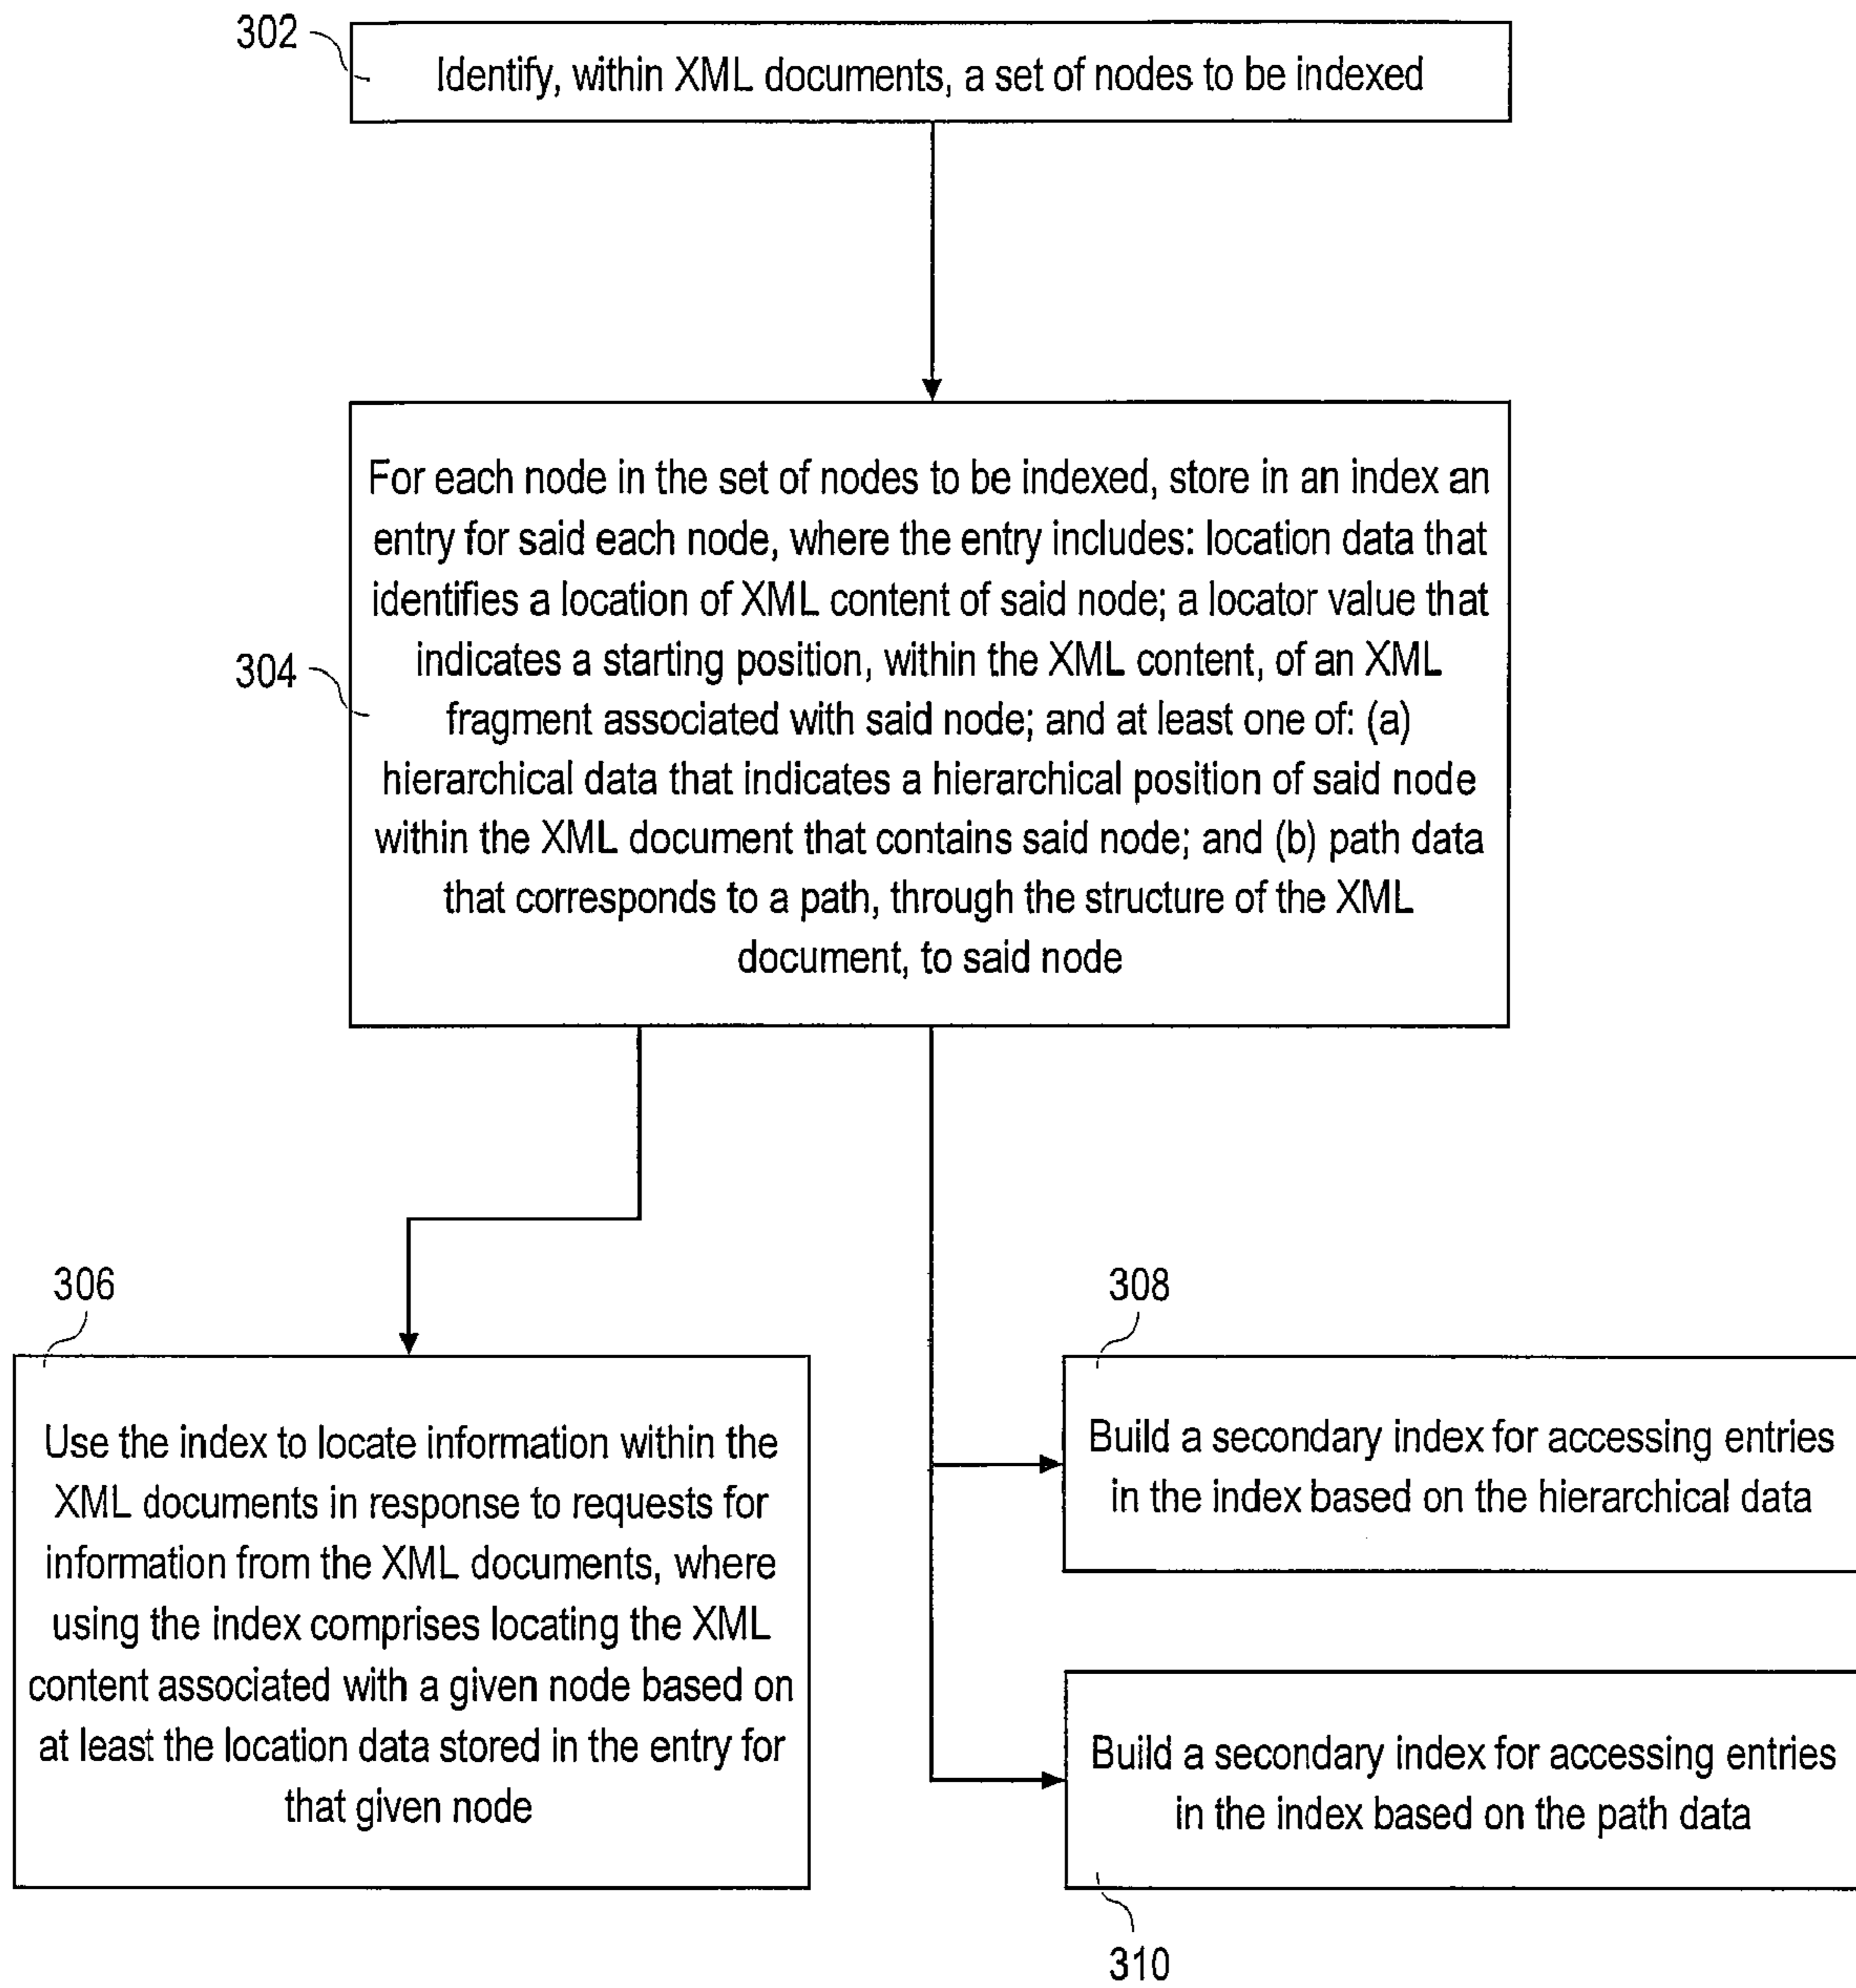 302
Identify, within XML documents, a set of nodes to be indexed
For each node in the set of nodes to be indexed, store in an index an
entry for said each node, where the entry includes: location data that
identifies a location of XML content of said node; a locator value that
indicates a starting position, within the XML content, of an XML
304
fragment associated with said node; and at least one of: (a)
hierarchical data that indicates a hierarchical position of said node
within the XML document that contains said node; and (b) path data
that corresponds to a path, through the structure of the XML
document, to said node
306
Use the index to locate information within the
XML documents in response to requests for
information from the XML documents, where
using the index comprises locating the XML
content associated with a given node based on
at least the location data stored in the entry for
that given node
308
Build a secondary index for accessing entries
in the index based on the hierarchical data
Build a secondary index for accessing entries
in the index based on the path data
310